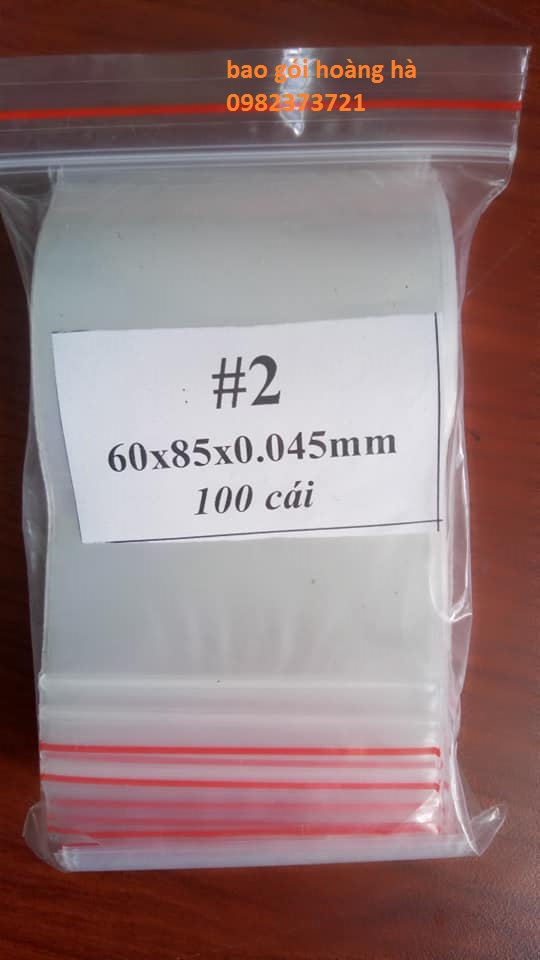 bao gói hoàng hà
0982373721
#2
60x85x0.045mm
100 cái